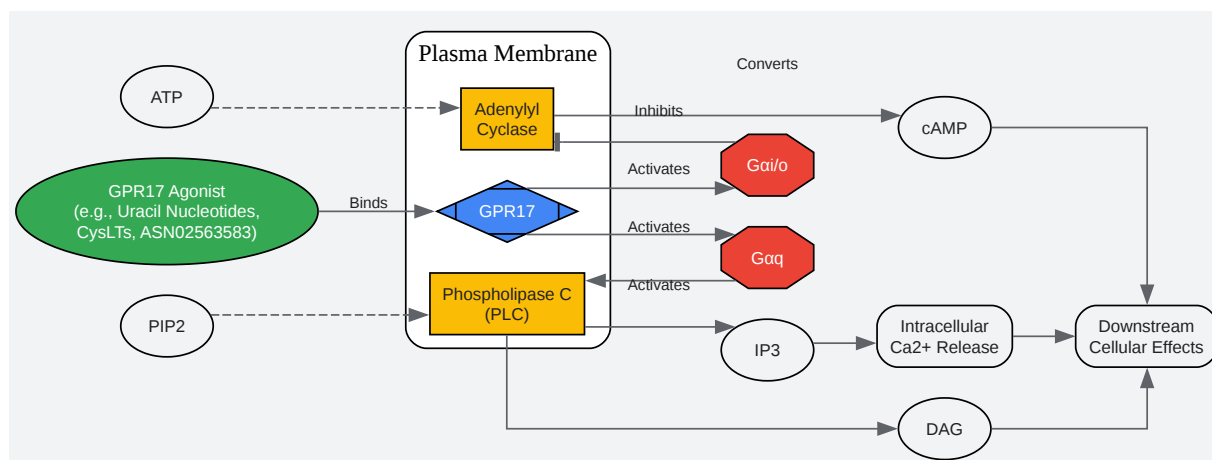 Plasma Membrane
Converts
ATP
Adenylyl
Cyclase
Inhibits
cAMP
Gαi/o
Activates
GPR17 Agonist
(e.g., Uracil Nucleotides,
CysLTs, ASN02563583)
Binds
GPR17
Activates
Gαq
Activates
Phospholipase C
(PLC)
PIP2
IP3
Intracellular
Ca2+ Release
Downstream
Cellular Effects
DAG